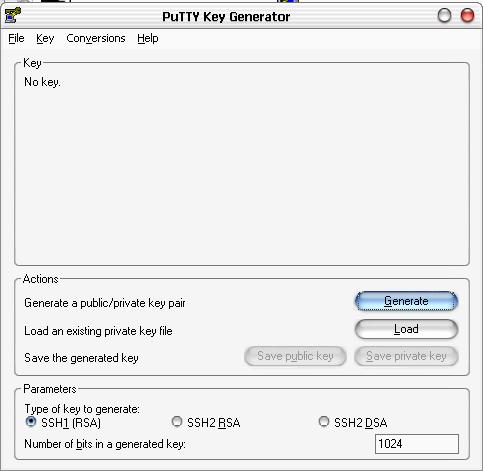 PuTTY Key Generator
File Key Conversions Help
Key
No key.
Actions
Generate a public/private key pair Generate
Load an existing private key file Load
Save the generated key Save public key Save private key
Parameters
Type of key to generate:
SSH1 (RSA) SSH2 RSA SSH2 DSA
Number of bits in a generated key: 1024